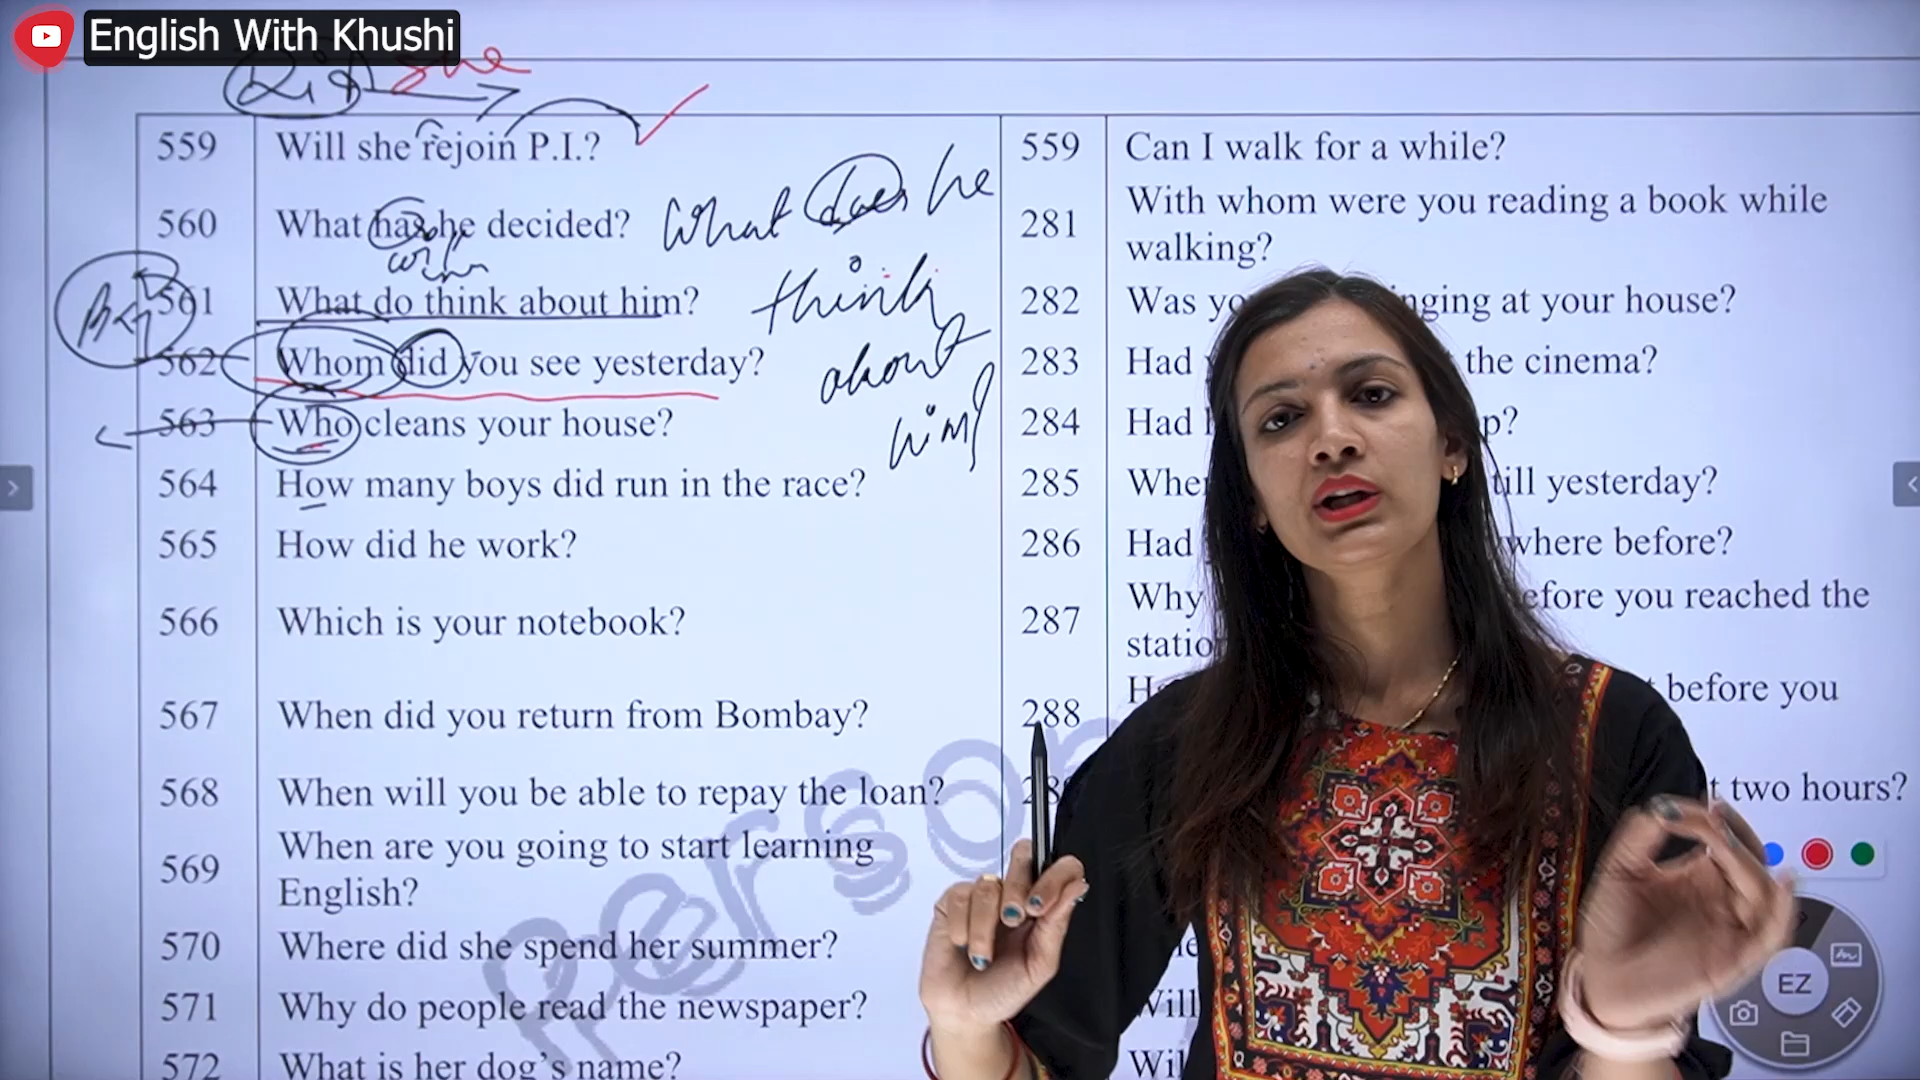 English With Khushi
Did she
559 Will she rejoin P.I.?
560 What has he decided?
will
561 What do think about him?
562 Whom did you see yesterday?
563 Who cleans your house?
564 How many boys did run in the race?
565 How did he work?
566 Which is your notebook?
567 When did you return from Bombay?
568 When will you be able to repay the loan?
569 When are you going to start learning
English?
570 Where did she spend her summer?
571 Why do people read the newspaper?
572 What is her dog's name?
What does he
think
about
him?
559 Can I walk for a while?
281 With whom were you reading a book while
walking?
282 Was inging at your house?
283 Had the cinema?
284 Had p?
285 till yesterday?
286 Had where before?
287 Why efore you reached the
statio
288 before you
two hours?
Will
Wil
Person
EZ